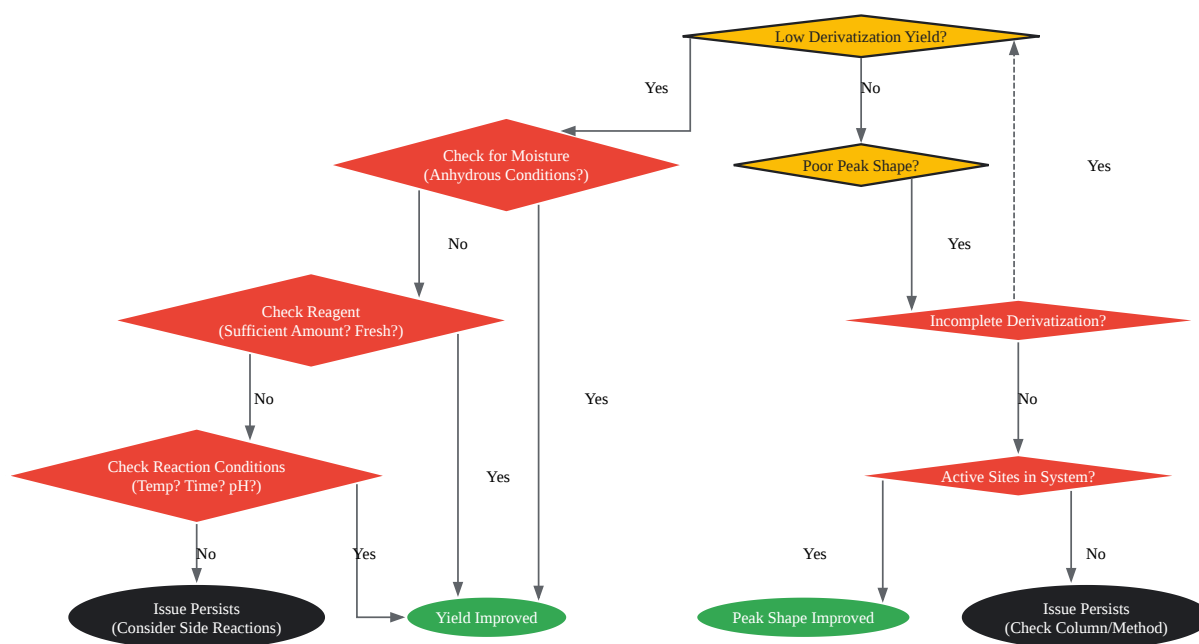 Low Derivatization Yield?
Yes
No
Check for Moisture
(Anhydrous Conditions?)
Poor Peak Shape?
Yes
No
Yes
Check Reagent
(Sufficient Amount? Fresh?)
Incomplete Derivatization?
No
Yes
No
Check Reaction Conditions
(Temp? Time? pH?)
Yes
Active Sites in System?
No
Yes
Yes
No
Issue Persists
(Consider Side Reactions)
Yield Improved
Peak Shape Improved
Issue Persists
(Check Column/Method)